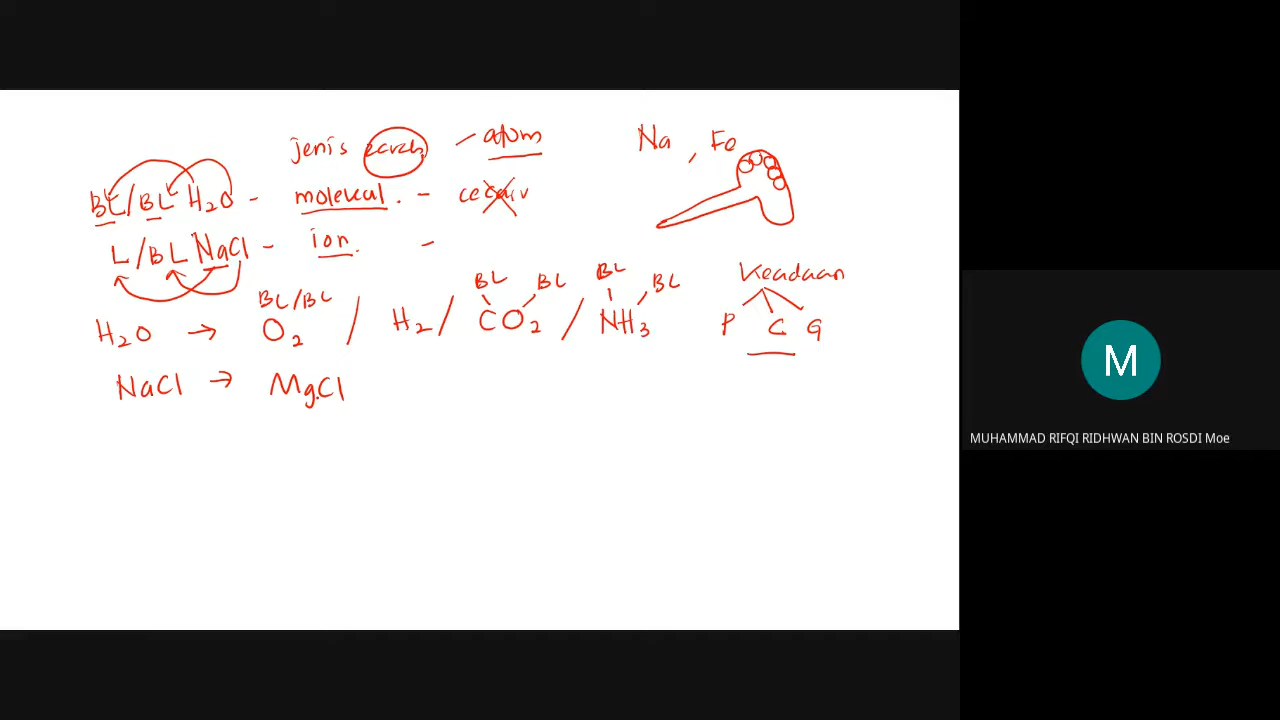 jenis zarah - atom Na , Fe
BL/BL H2O - molekul . - cecair
L/BL NaCl - ion . -
Keadaan
BL/BL BL BL BL BL
H2O → O2 / H2 / CO2 / NH3 P C G
NaCl → MgCl
M
MUHAMMAD RIFQI RIDHWAN BIN ROSDI Moe